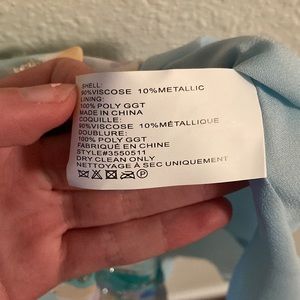 SHELL:
90%VISCOSE 10%METALLIC
LINING:
100% POLY GGT
MADE IN CHINA
COQUILLE:
90%VISCOSE 10%MÉTALLIQUE
DOUBLURE:
100% POLY GGT
FABRIQUÉ EN CHINE
STYLE#3550511
DRY CLEAN ONLY
NETTOYAGE À SEC UNIQUEMENT